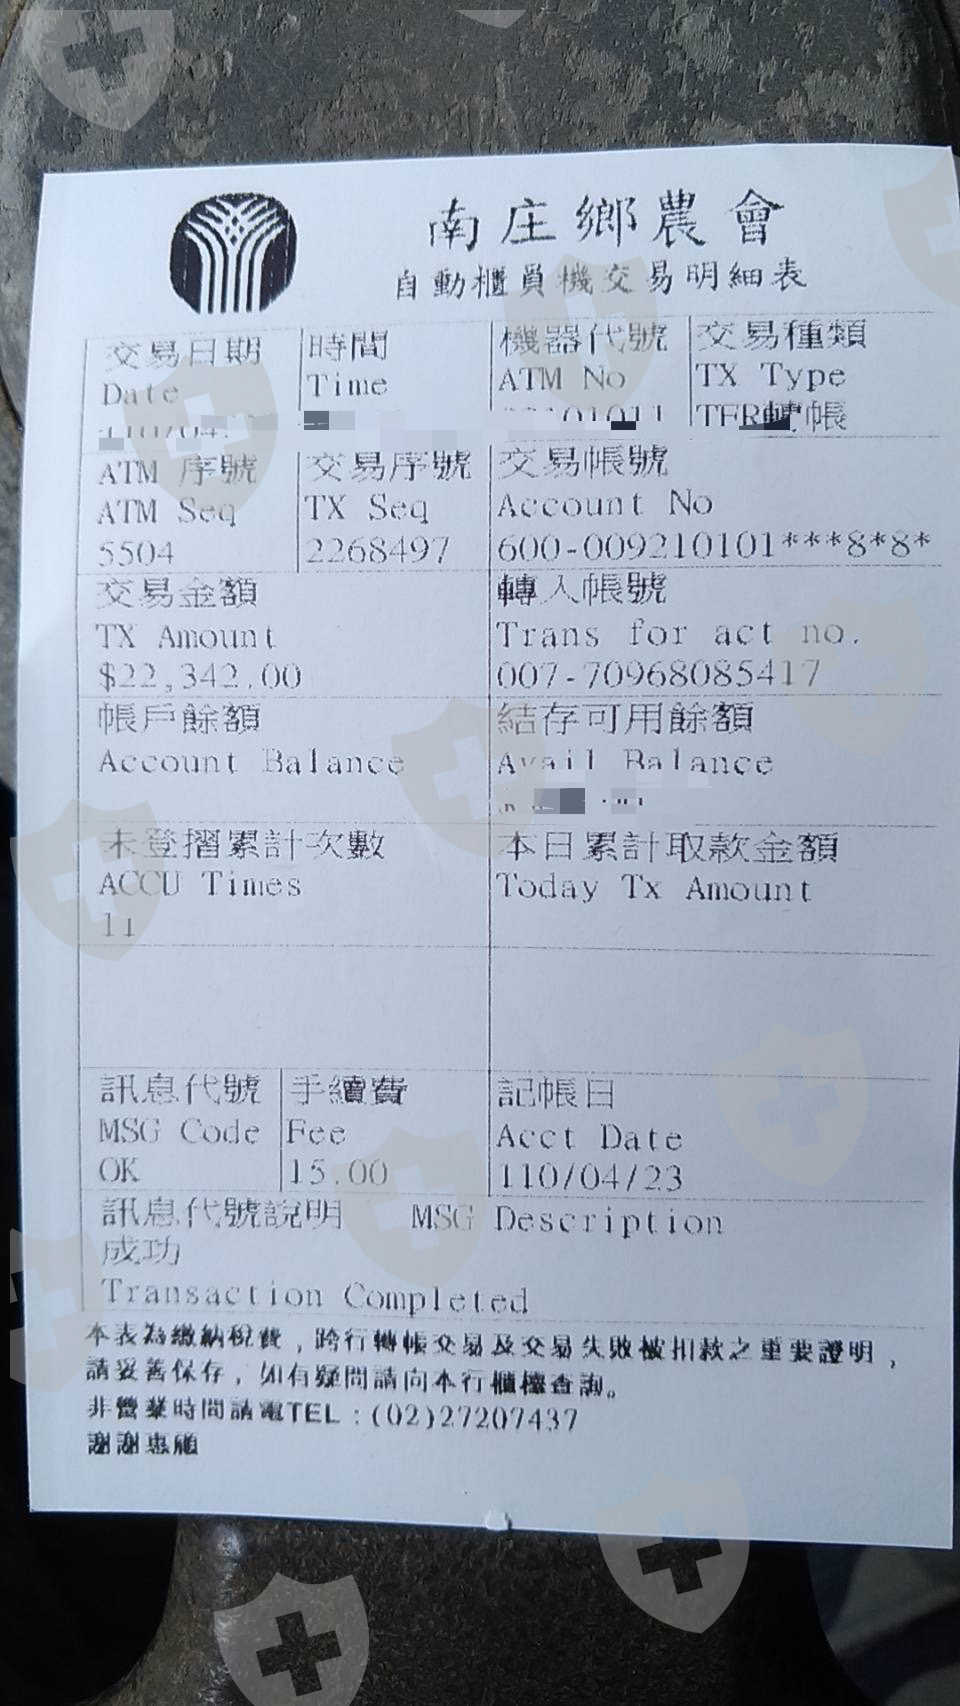 南庄鄉農會
自動櫃員機交易明細表
交易日期 時間 機器代號 交易種類
Date Time ATM No TX Type
TFR轉帳
ATM 序號 交易序號 交易帳號
ATM Seq TX Seq Account No
5504 2268497 600-009210101***8*8*
交易金額 轉入帳號
TX Amount Trans for act no.
$22,342.00 007-70968085417
帳戶餘額 結存可用餘額
Account Balance Avail Balance
未登摺累計次數 本日累計取款金額
ACCU Times Today Tx Amount
11
訊息代號 手續費 記帳日
MSG Code Fee Acct Date
OK 15.00 110/04/23
訊息代號說明 MSG Description
成功
Transaction Completed
本表為繳納稅費，跨行轉帳交易及交易失敗被扣款之重要證明，
請妥善保存，如有疑問請向本行櫃檯查詢。
非營業時間請電TEL：(02)27207437
謝謝惠顧